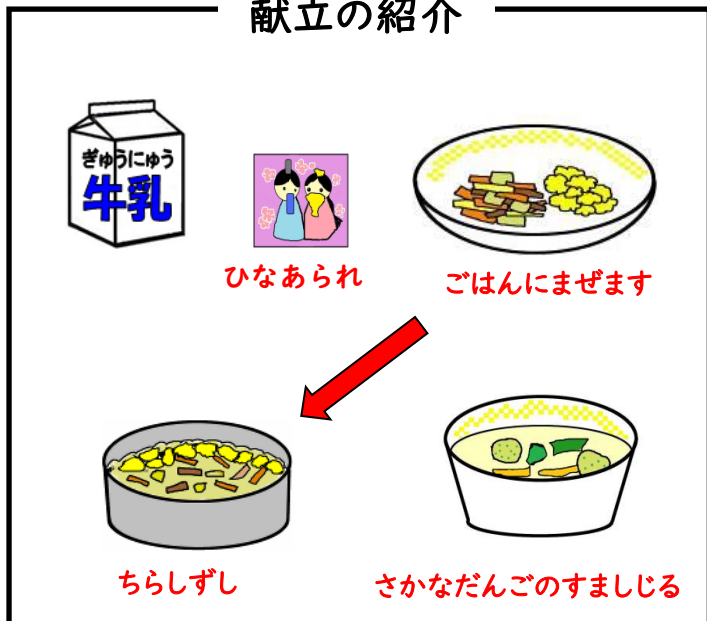 献立の紹介
ぎゅうにゅう
牛乳
ひなあられ
ごはんにまぜます
ちらしずし
さかなだんごのすましじる